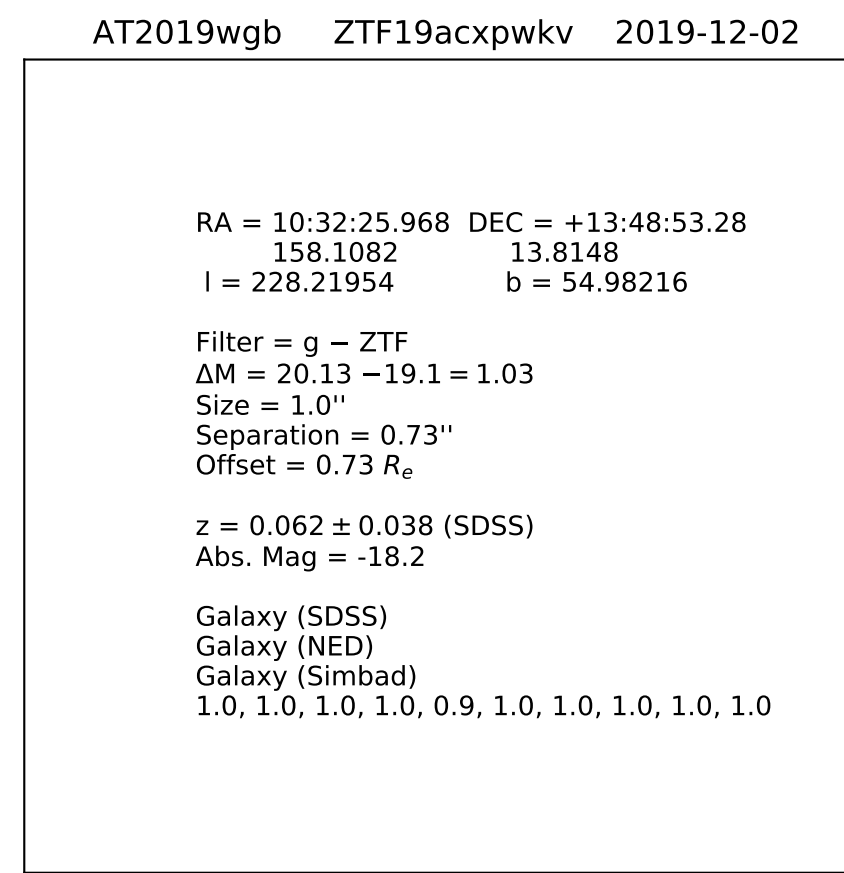 AT2019wgb ZTF19acxpwkv 2019-12-02
RA = 10:32:25.968 DEC = +13:48:53.28
158.1082 13.8148
l = 228.21954 b = 54.98216
Filter = g − ZTF
ΔM = 20.13 −19.1 = 1.03
Size = 1.0''
Separation = 0.73''
Offset = 0.73 Rₑ
z = 0.062 ± 0.038 (SDSS)
Abs. Mag = -18.2
Galaxy (SDSS)
Galaxy (NED)
Galaxy (Simbad)
1.0, 1.0, 1.0, 1.0, 0.9, 1.0, 1.0, 1.0, 1.0, 1.0